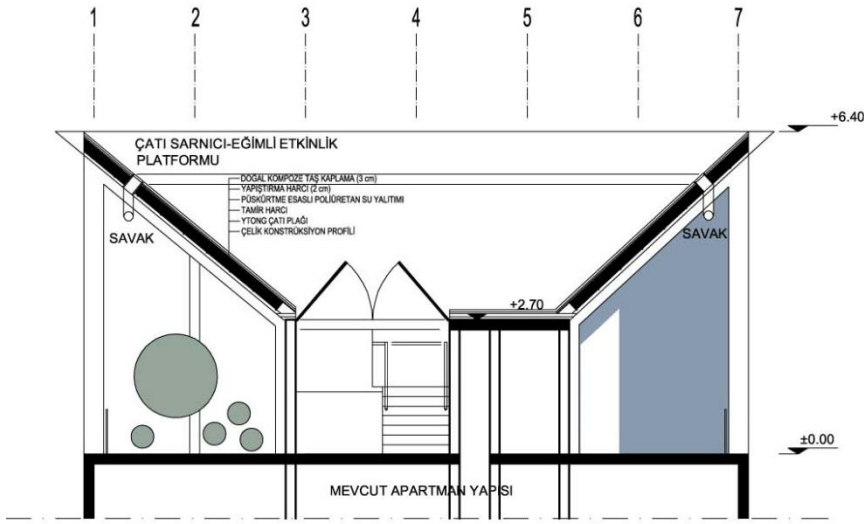 1 2 3 4 5 6 7
+6.40
ÇATI SARNICI-EĞİMLİ ETKİNLİK
PLATFORMU
DOĞAL KOMPOZE TAŞ KAPLAMA (3 cm)
YAPIŞTIRMA HARCI (2 cm)
PÜSKÜRTME ESASLI POLİÜRETAN SU YALITIMI
TAMİR HARCI
YTONG ÇATI PLAĞI
ÇELİK KONSTRÜKSİYON PROFİLİ
SAVAK
SAVAK
+2.70
±0.00
MEVCUT APARTMAN YAPISI